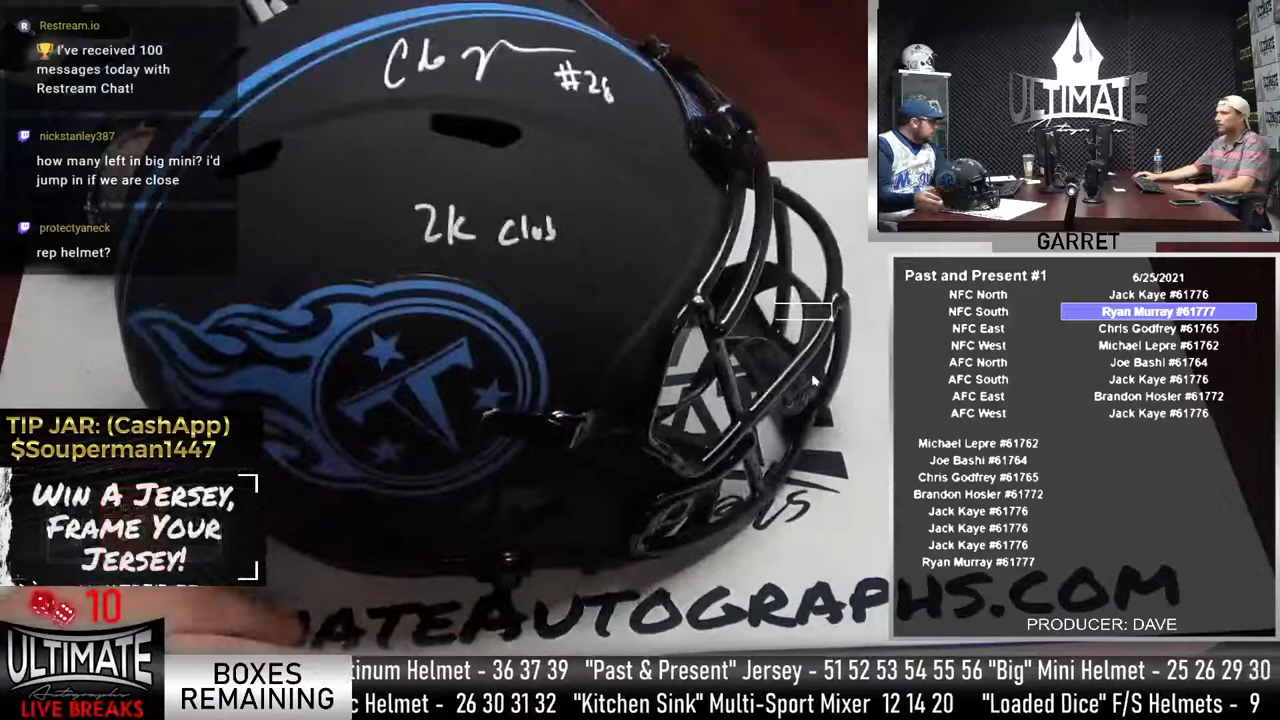 Restream.io
🏆 I've received 100
messages today with
Restream Chat!
nickstanley387
how many left in big mini? i'd
jump in if we are close
protectyaneck
rep helmet?
#28
2K club
ULTIMATE
Autographs
GARRET
Past and Present #1 6/25/2021
NFC North Jack Kaye #61776
NFC South Ryan Murray #61777
NFC East Chris Godfrey #61765
NFC West Michael Lepre #61762
AFC North Joe Bashi #61764
AFC South Jack Kaye #61776
AFC East Brandon Hosler #61772
AFC West Jack Kaye #61776
Michael Lepre #61762
Joe Bashi #61764
Chris Godfrey #61765
Brandon Hosler #61772
Jack Kaye #61776
Jack Kaye #61776
Jack Kaye #61776
Ryan Murray #61777
PRODUCER: DAVE
TIP JAR: (CashApp)
$Souperman1447
Win A Jersey,
Frame Your
Jersey!
MATEAUTOGRAPHS.COM
10
ULTIMATE
Autographs
LIVE BREAKS
BOXES
REMAINING
tinum Helmet - 36 37 39 "Past & Present" Jersey - 51 52 53 54 55 56 "Big" Mini Helmet - 25 26 29 30
c Helmet - 26 30 31 32 "Kitchen Sink" Multi-Sport Mixer 12 14 20 "Loaded Dice" F/S Helmets - 9